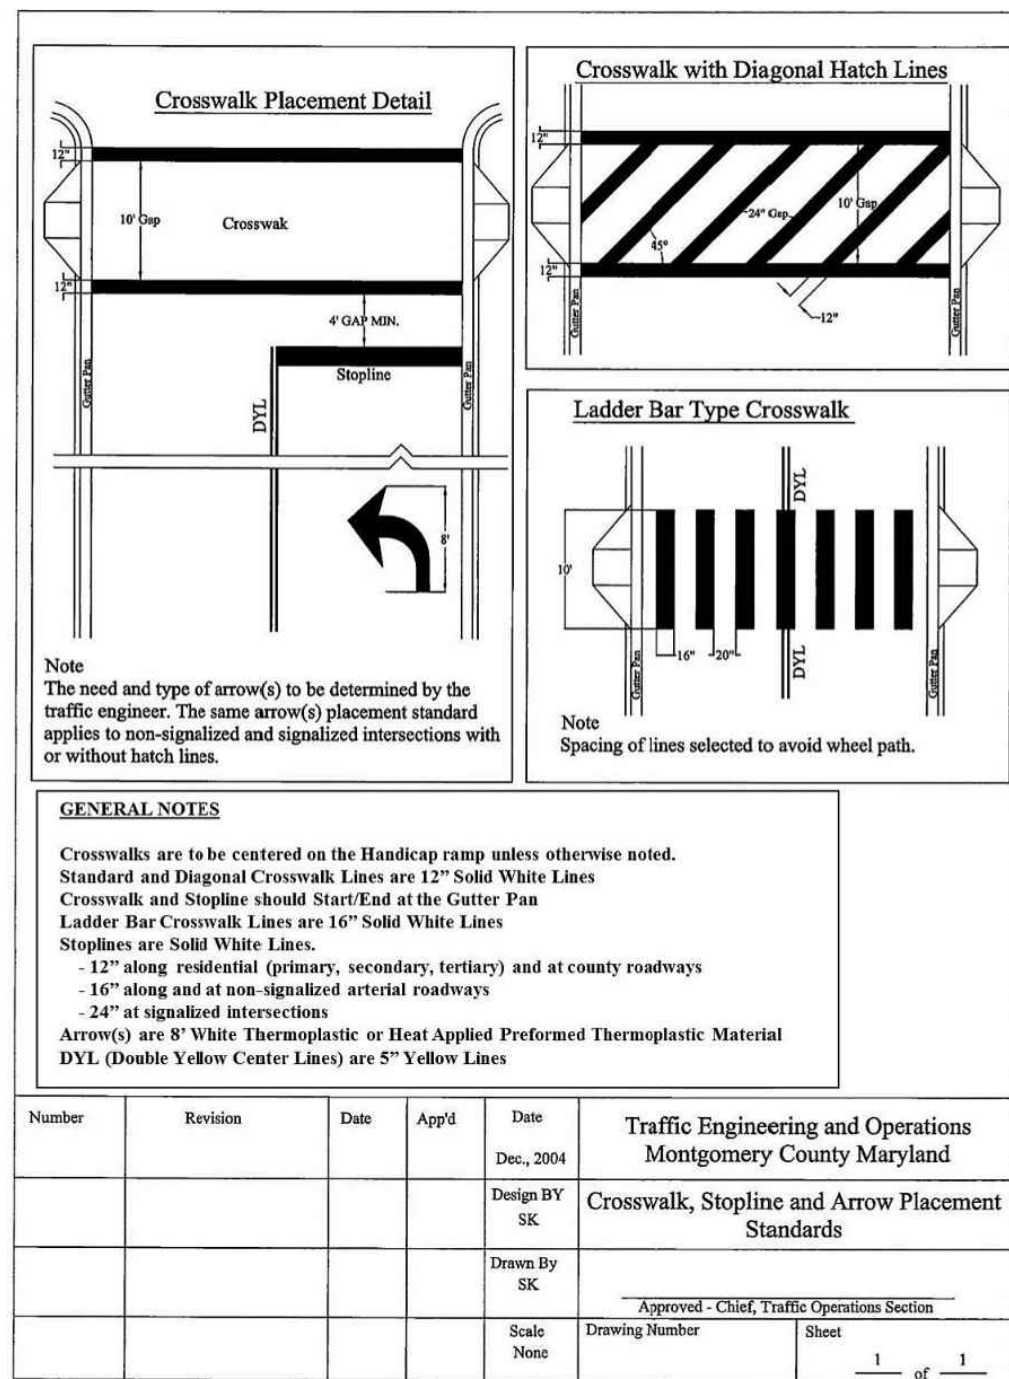 Crosswalk Placement Detail
12"
10' Gap
Crosswak
12"
4' GAP MIN.
Stopline
Gutter Pan
Gutter Pan
DYL
8'
Note
The need and type of arrow(s) to be determined by the
traffic engineer. The same arrow(s) placement standard
applies to non-signalized and signalized intersections with
or without hatch lines.
Crosswalk with Diagonal Hatch Lines
12"
24" Gap
10' Gap
45°
12"
12"
Gutter Pan
Gutter Pan
Ladder Bar Type Crosswalk
DYL
10'
16"
20"
DYL
Gutter Pan
Gutter Pan
Note
Spacing of lines selected to avoid wheel path.
GENERAL NOTES
Crosswalks are to be centered on the Handicap ramp unless otherwise noted.
Standard and Diagonal Crosswalk Lines are 12” Solid White Lines
Crosswalk and Stopline should Start/End at the Gutter Pan
Ladder Bar Crosswalk Lines are 16” Solid White Lines
Stoplines are Solid White Lines.
- 12” along residential (primary, secondary, tertiary) and at county roadways
- 16” along and at non-signalized arterial roadways
- 24” at signalized intersections
Arrow(s) are 8’ White Thermoplastic or Heat Applied Preformed Thermoplastic Material
DYL (Double Yellow Center Lines) are 5” Yellow Lines
Number Revision Date App'd Date
Dec., 2004
Traffic Engineering and Operations
Montgomery County Maryland
Design BY
SK
Crosswalk, Stopline and Arrow Placement
Standards
Drawn By
SK
Approved - Chief, Traffic Operations Section
Scale
None
Drawing Number
Sheet
1 of 1